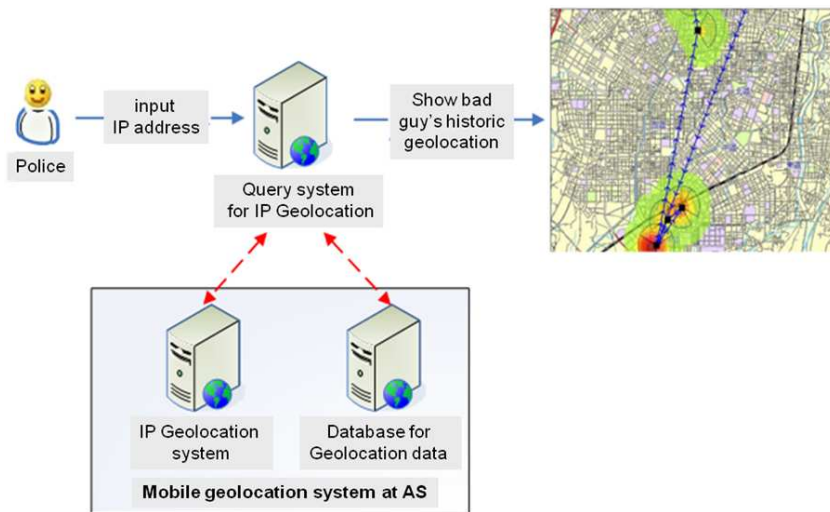 input
IP address
Show bad
guy's historic
geolocation
Police
Query system
for IP Geolocation
IP Geolocation
system
Database for
Geolocation data
Mobile geolocation system at AS